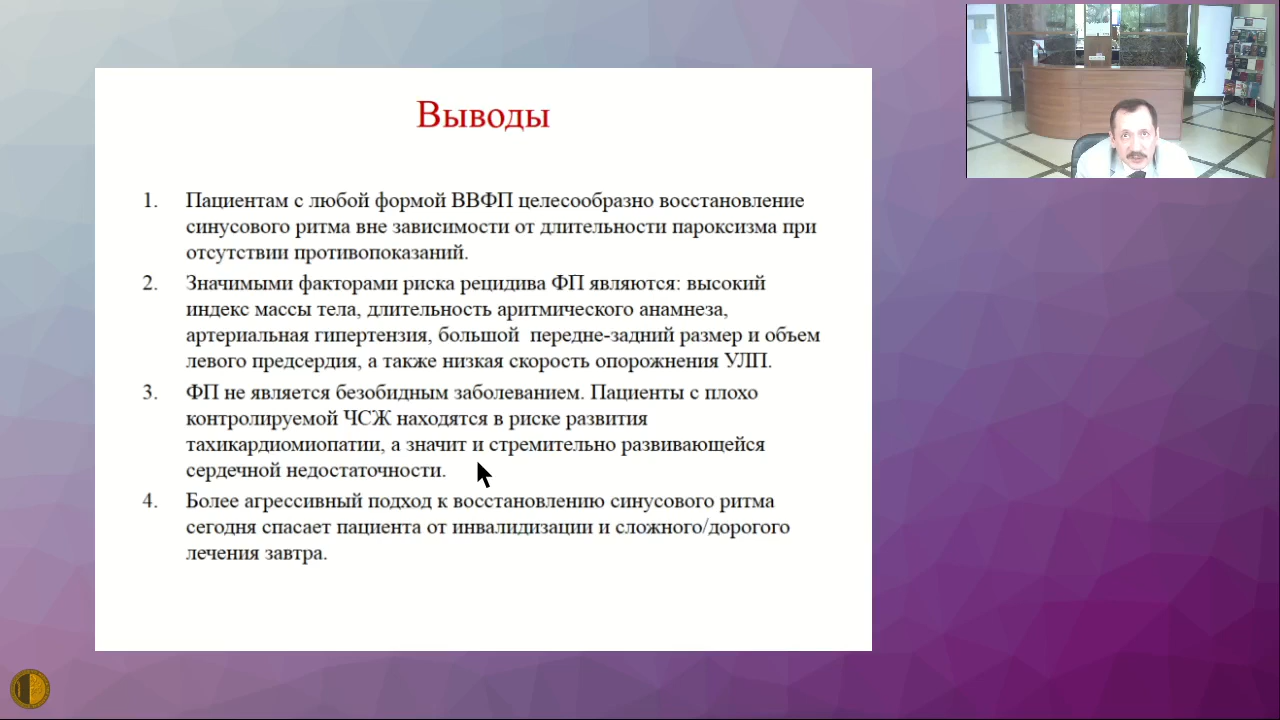 Выводы
1. Пациентам с любой формой ВВФП целесообразно восстановление
синусового ритма вне зависимости от длительности пароксизма при
отсутствии противопоказаний.
2. Значимыми факторами риска рецидива ФП являются: высокий
индекс массы тела, длительность аритмического анамнеза,
артериальная гипертензия, большой передне-задний размер и объем
левого предсердия, а также низкая скорость опорожнения УЛП.
3. ФП не является безобидным заболеванием. Пациенты с плохо
контролируемой ЧСЖ находятся в риске развития
тахикардиомиопатии, а значит и стремительно развивающейся
сердечной недостаточности.
4. Более агрессивный подход к восстановлению синусового ритма
сегодня спасает пациента от инвалидизации и сложного/дорогого
лечения завтра.